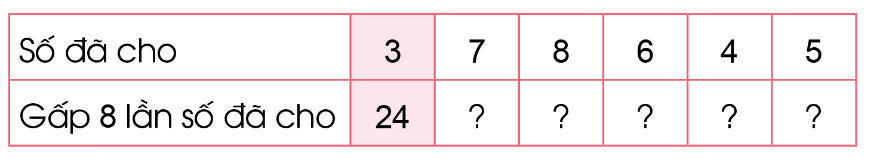 Số đã cho 3 7 8 6 4 5
Gấp 8 lần số đã cho 24 ? ? ? ? ?